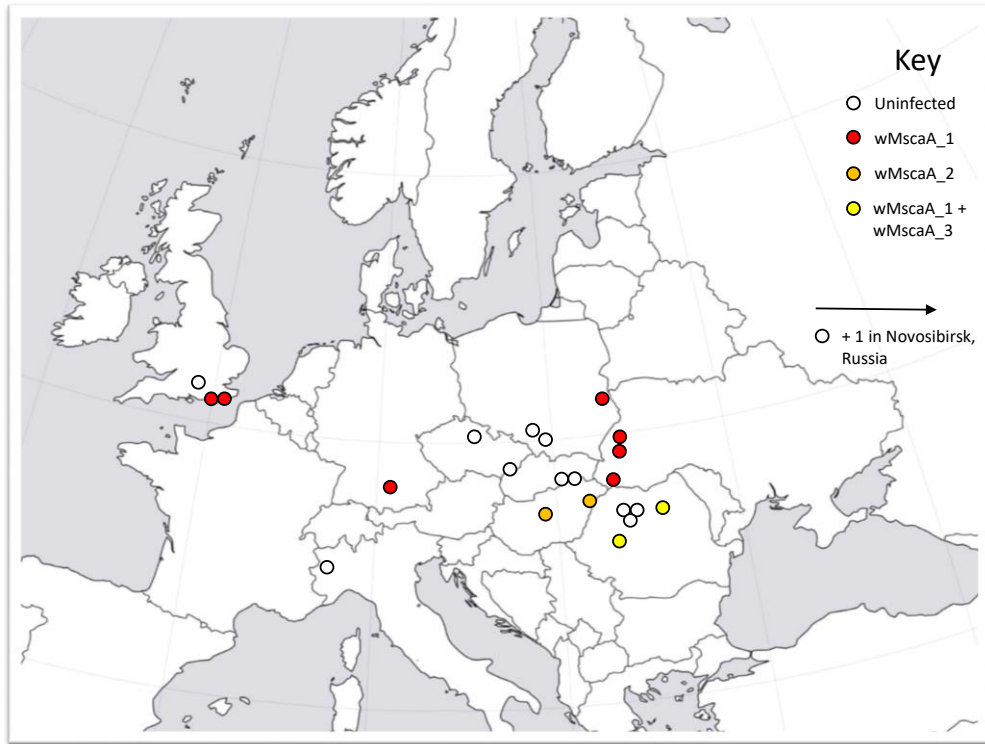 Key
Uninfected
wMscaA_1
wMscaA_2
wMscaA_1 +
wMscaA_3
+ 1 in Novosibirsk,
Russia